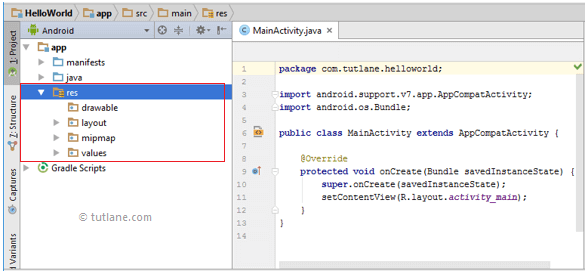 HelloWorld app src main res
1: Project
Android
MainActivity.java
app
manifests
java
res
drawable
layout
mipmap
values
Gradle Scripts
© tutlane.com
7: Structure
Captures
d Variants
1 package com.tutlane.helloworld;
2
3 import android.support.v7.app.AppCompatActivity;
4 import android.os.Bundle;
5
6 public class MainActivity extends AppCompatActivity {
7
8 @Override
9 protected void onCreate(Bundle savedInstanceState) {
10 super.onCreate(savedInstanceState);
11 setContentView(R.layout.activity_main);
12 }
13 }
14